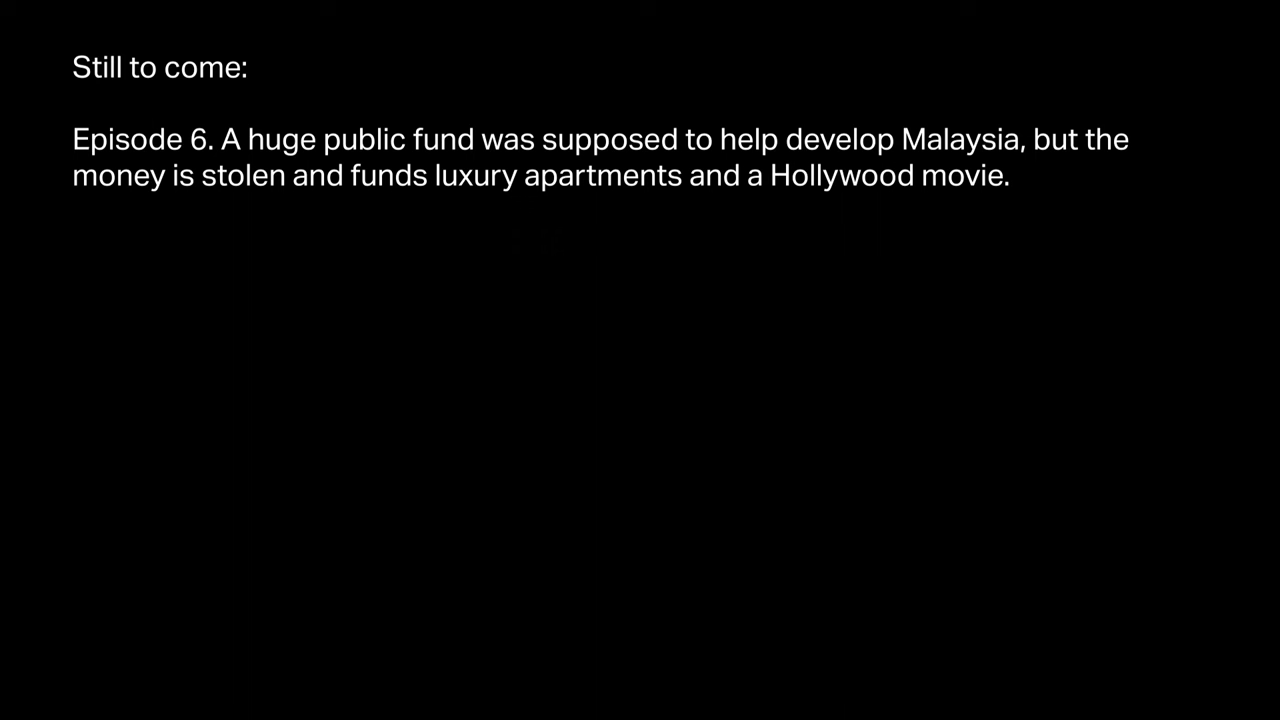 Still to come:
Episode 6. A huge public fund was supposed to help develop Malaysia, but the
money is stolen and funds luxury apartments and a Hollywood movie.